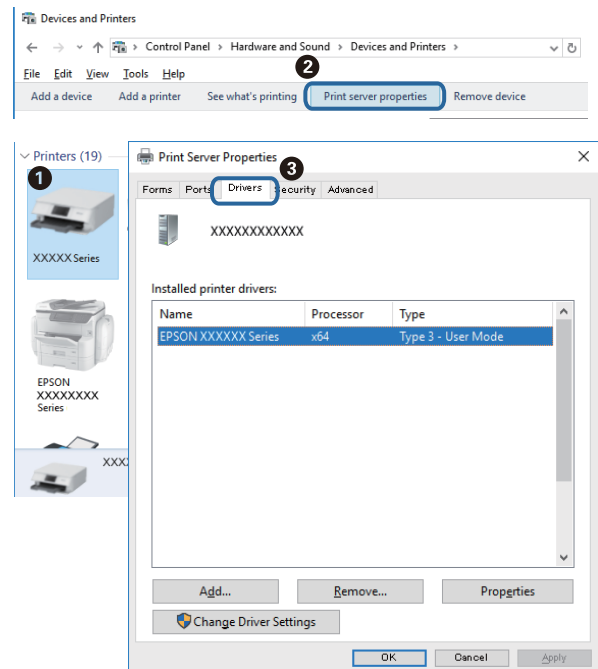 Devices and Printers
Control Panel > Hardware and Sound > Devices and Printers >
2
File Edit View Tools Help
Add a device Add a printer See what's printing Print server properties Remove device
Printers (19)
1
XXXXX Series
EPSON
XXXXXXXX
Series
XXX
Print Server Properties
3
Forms Ports Drivers Security Advanced
XXXXXXXXXXXX
Installed printer drivers:
Name Processor Type
EPSON XXXXXX Series x64 Type 3 - User Mode
Add... Remove... Properties
Change Driver Settings
OK Cancel Apply